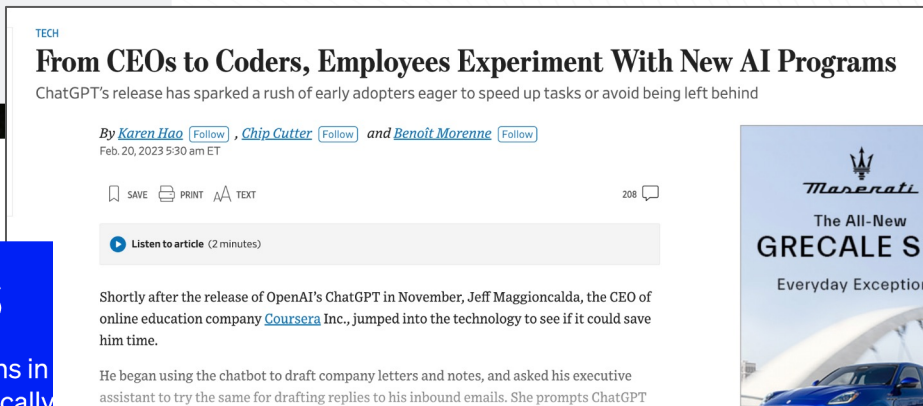 TECH
From CEOs to Coders, Employees Experiment With New AI Programs
ChatGPT's release has sparked a rush of early adopters eager to speed up tasks or avoid being left behind
By Karen Hao Follow , Chip Cutter Follow and Benoît Morenne Follow
Feb. 20, 2023 5:30 am ET
SAVE PRINT AA TEXT 208
Listen to article (2 minutes)
Shortly after the release of OpenAI's ChatGPT in November, Jeff Maggioncalda, the CEO of
online education company Coursera Inc., jumped into the technology to see if it could save
him time.
He began using the chatbot to draft company letters and notes, and asked his executive
assistant to try the same for drafting replies to his inbound emails. She prompts ChatGPT
Maserati
The All-New
GRECALE S
Everyday Exception
ns in
cally